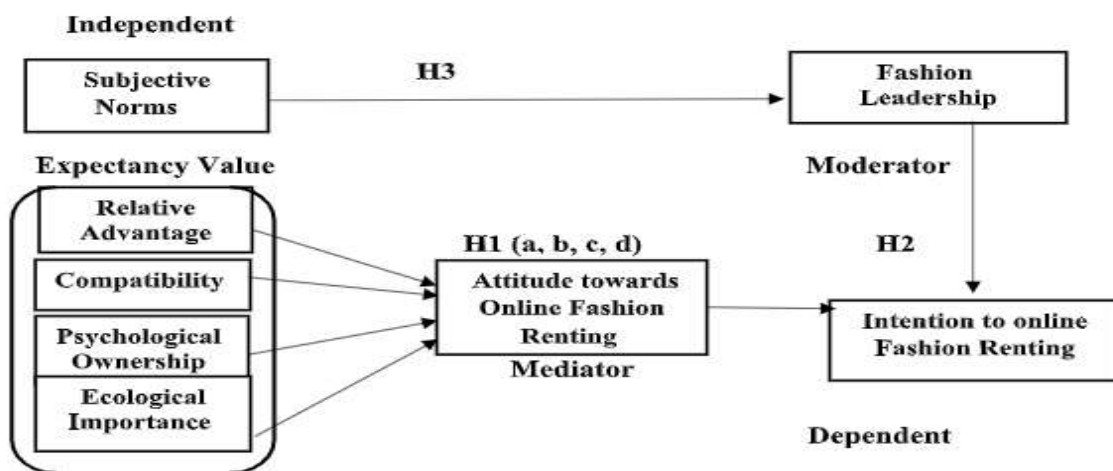 Independent
Subjective
Norms
H3
Fashion
Leadership
Expectancy Value
Moderator
Relative
Advantage
H1 (a, b, c, d)
H2
Compatibility
Attitude towards
Online Fashion
Renting
Intention to online
Fashion Renting
Psychological
Ownership
Mediator
Ecological
Importance
Dependent